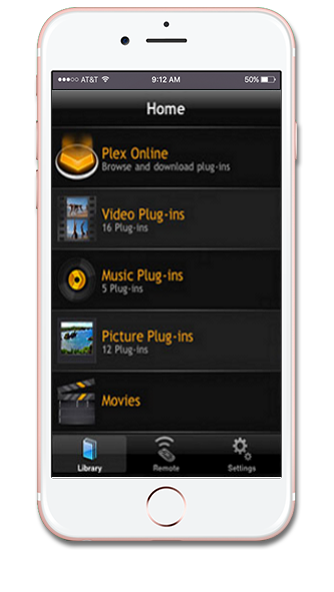 AT&T 9:12 AM 50%
Home
Plex Online
Browse and download plug-ins
Video Plug-ins
16 Plug-ins
Music Plug-ins
5 Plug-ins
Picture Plug-ins
12 Plug-ins
Movies
Library Remote Settings